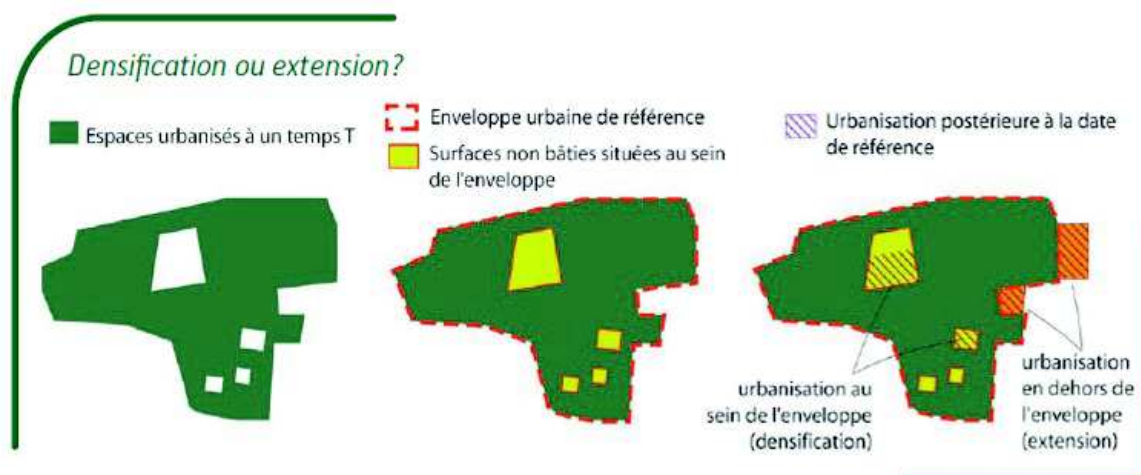 Densification ou extension?
Espaces urbanisés à un temps T
Enveloppe urbaine de référence
Surfaces non bâties situées au sein
de l'enveloppe
Urbanisation postérieure à la date
de référence
urbanisation au
sein de l'enveloppe
(densification)
urbanisation
en dehors de
l'enveloppe
(extension)